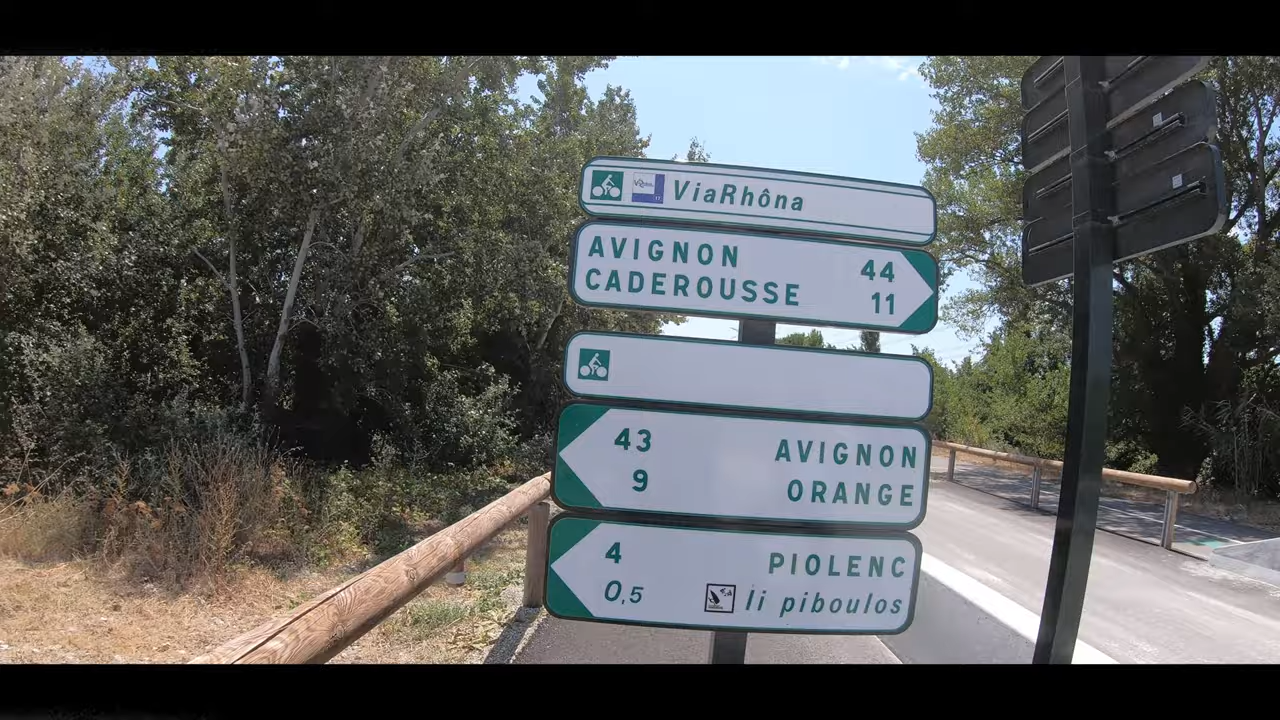 ViaRhôna
AVIGNON 44
CADEROUSSE 11
43 AVIGNON
9 ORANGE
4 PIOLENC
0,5 Li piboulos